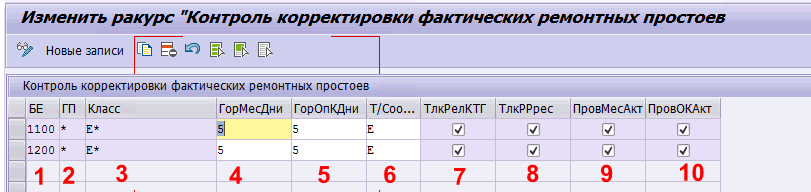 Изменить ракурс "Контроль корректировки фактических ремонтных простоев
Новые записи
Контроль корректировки фактических ремонтных простоев
БЕ ГП Класс ГорМесДни ГорОпКДни Т/Соо... ТлкРелКТГ ТлкРРрес ПровМесАкт ПровОКАкт
1100 * E* 5 5 E
1200 * E* 5 5 E
1 2 3 4 5 6 7 8 9 10